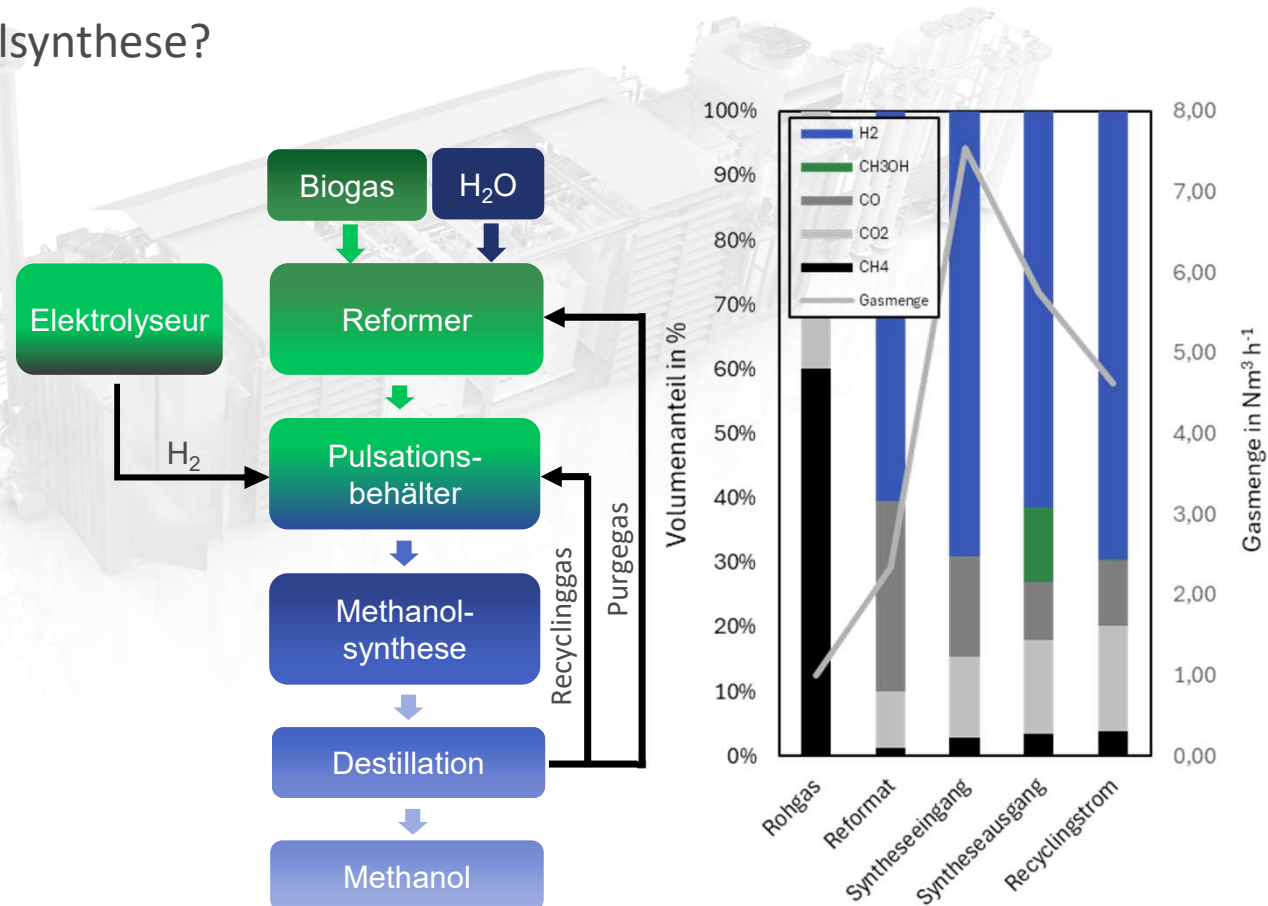 lsynthese?
Biogas
H₂O
Elektrolyseur
Reformer
H₂
Pulsations-
behälter
Methanol-
synthese
Destillation
Methanol
Recyclinggas
Purgegas
Volumenanteil in %
100%
90%
80%
70%
60%
50%
40%
30%
20%
10%
0%
H2
CH3OH
CO
CO2
CH4
Gasmenge
8,00
7,00
6,00
5,00
4,00
3,00
2,00
1,00
0,00
Gasmenge in Nm³ h⁻¹
Rohgas
Reformat
Syntheseeingang
Syntheseausgang
Recyclingstrom